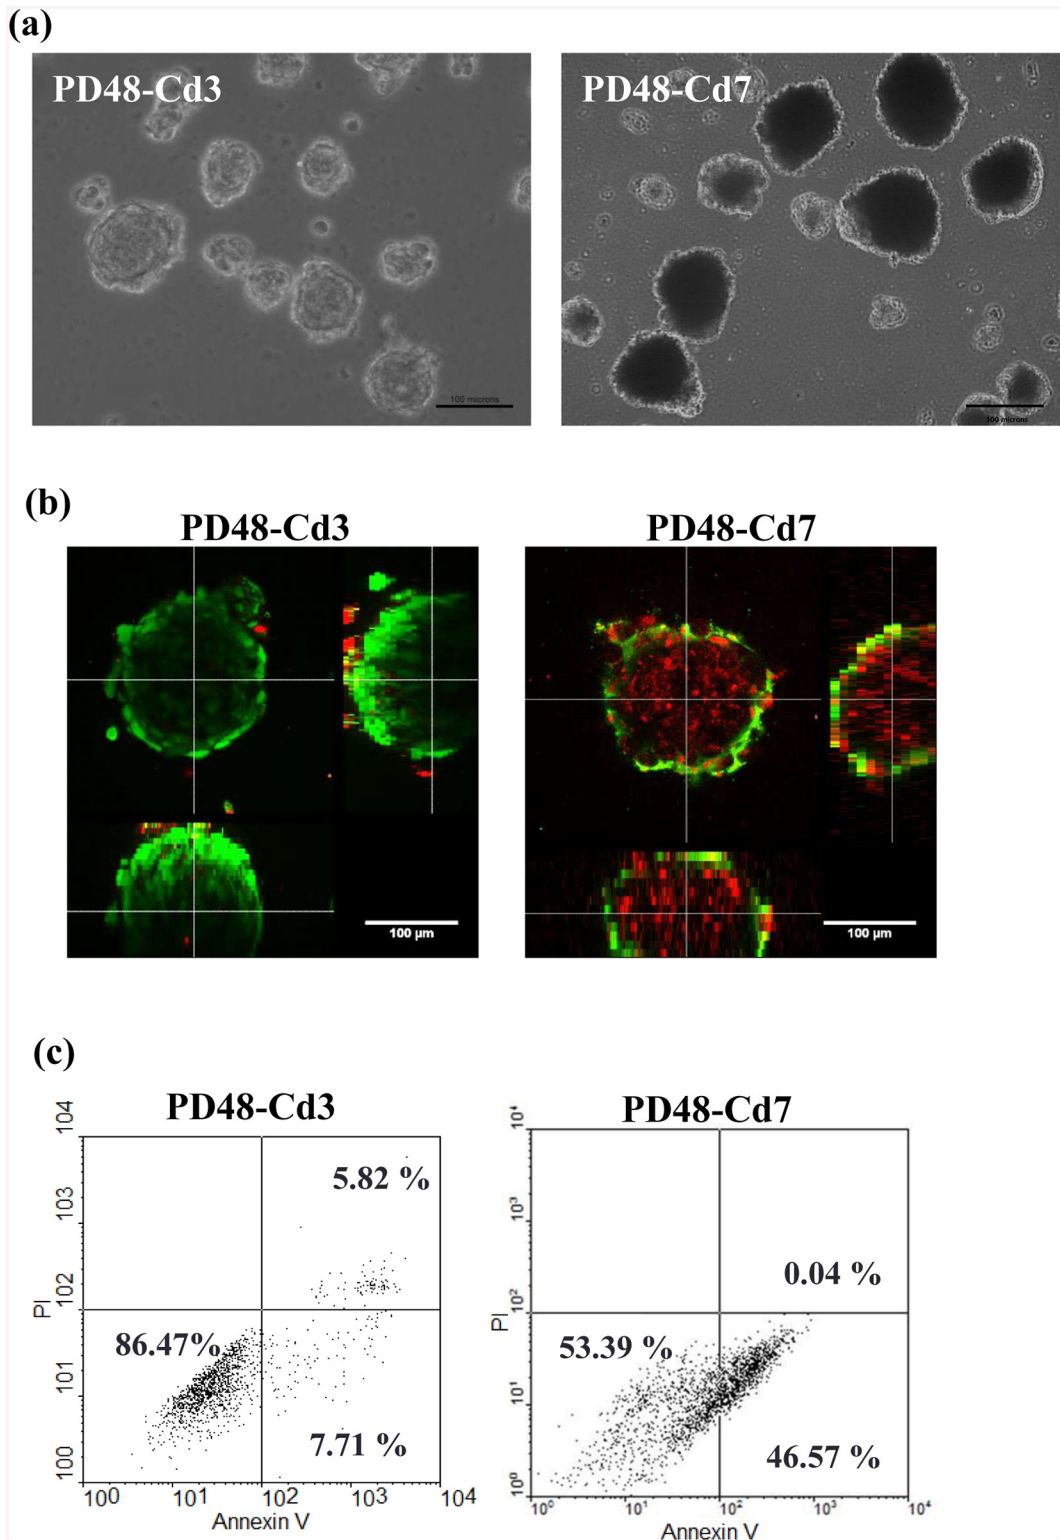 (a)
PD48-Cd3 PD48-Cd7
100 microns 100 microns
(b)
PD48-Cd3 PD48-Cd7
100 µm 100 µm
(c)
PD48-Cd3 PD48-Cd7
104 10⁴
5.82 %
103 10³
0.04 %
102 10²
PI PI
86.47% 53.39 %
101 10¹
7.71 % 46.57 %
100 10⁰
10⁰ 10¹ 10² 10³ 10⁴ 10⁰ 10¹ 10² 10³ 10⁴
Annexin V Annexin V